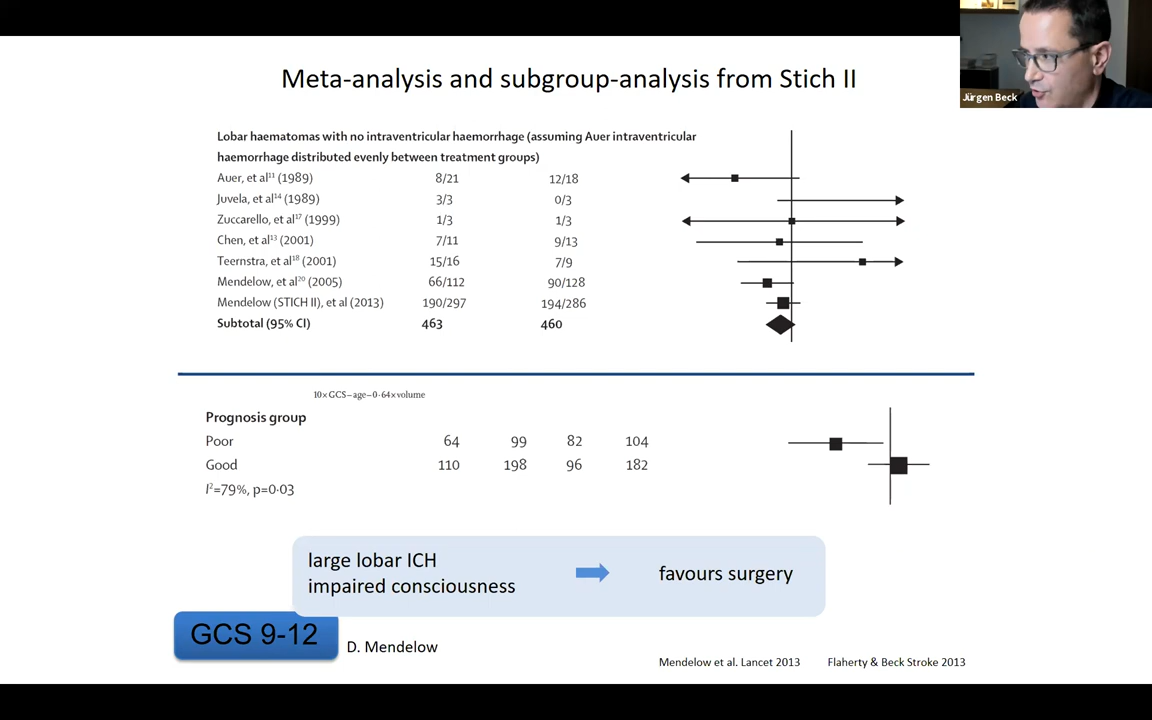 Jürgen Beck
Meta-analysis and subgroup-analysis from Stich II
Lobar haematomas with no intraventricular haemorrhage (assuming Auer intraventricular
haemorrhage distributed evenly between treatment groups)
Auer, et al¹¹ (1989) 8/21 12/18
Juvela, et al¹⁴ (1989) 3/3 0/3
Zuccarello, et al¹⁷ (1999) 1/3 1/3
Chen, et al¹³ (2001) 7/11 9/13
Teernstra, et al¹⁸ (2001) 15/16 7/9
Mendelow, et al²⁰ (2005) 66/112 90/128
Mendelow (STICH II), et al (2013) 190/297 194/286
Subtotal (95% CI) 463 460
10×GCS–age–0·64×volume
Prognosis group
Poor 64 99 82 104
Good 110 198 96 182
I²=79%, p=0·03
large lobar ICH
impaired consciousness
favours surgery
GCS 9-12
D. Mendelow
Mendelow et al. Lancet 2013 Flaherty & Beck Stroke 2013